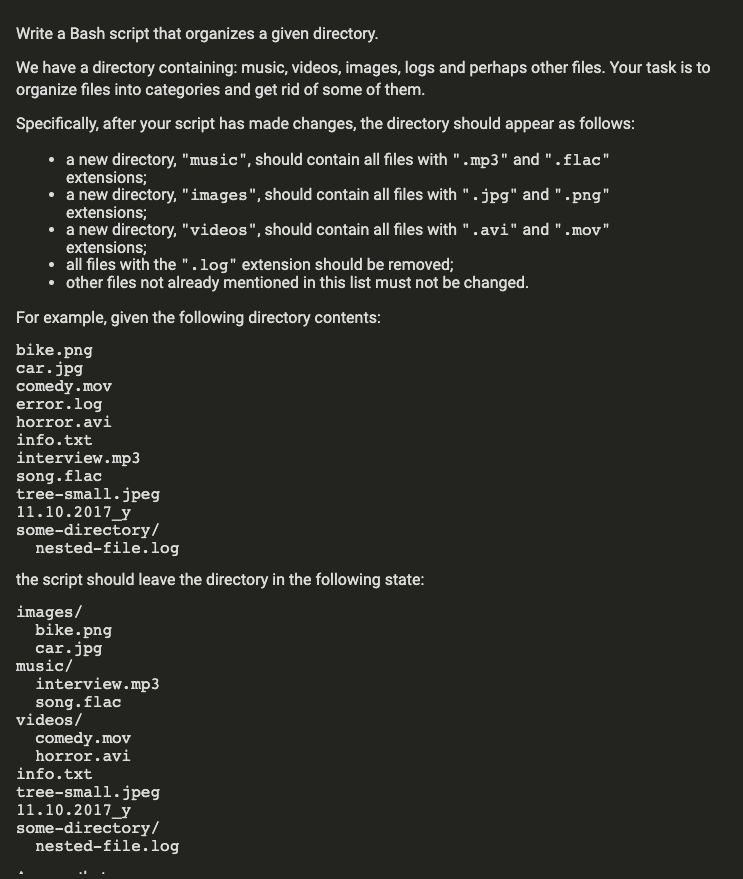 Write a Bash script that organizes a given directory.
We have a directory containing: music, videos, images, logs and perhaps other files. Your task is to
organize files into categories and get rid of some of them.
Specifically, after your script has made changes, the directory should appear as follows:
• a new directory, "music", should contain all files with ".mp3" and ".flac"
extensions;
• a new directory, "images", should contain all files with ".jpg" and ".png"
extensions;
• a new directory, "videos", should contain all files with ".avi" and ".mov"
extensions;
• all files with the ".log" extension should be removed;
• other files not already mentioned in this list must not be changed.
For example, given the following directory contents:
bike.png
car.jpg
comedy.mov
error.log
horror.avi
info.txt
interview.mp3
song.flac
tree-small.jpeg
11.10.2017_y
some-directory/
  nested-file.log
the script should leave the directory in the following state:
images/
  bike.png
  car.jpg
music/
  interview.mp3
  song.flac
videos/
  comedy.mov
  horror.avi
info.txt
tree-small.jpeg
11.10.2017_y
some-directory/
  nested-file.log